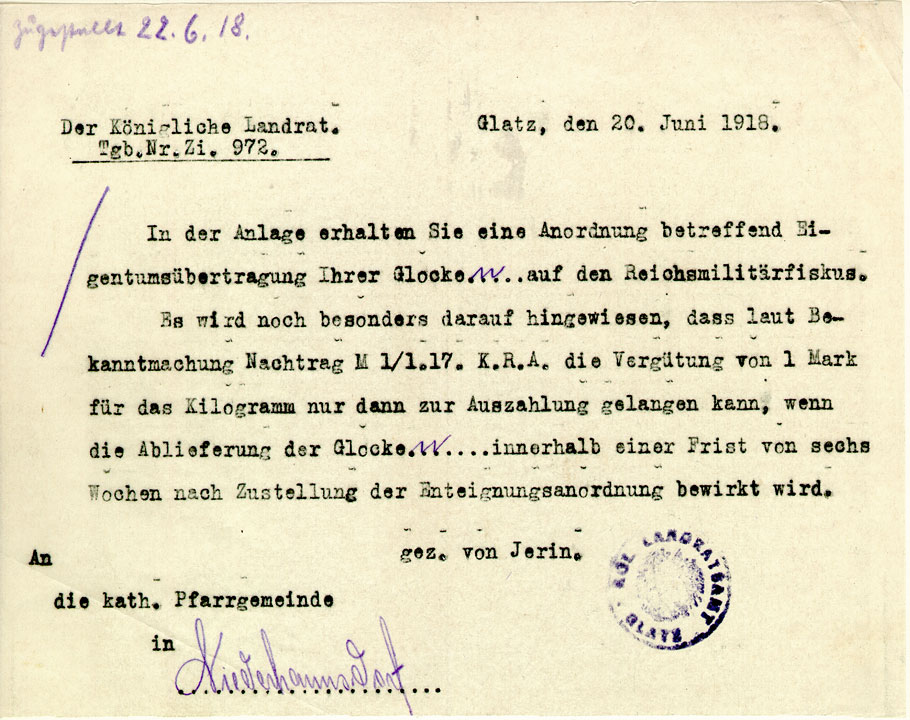 Zugestellt 22.6.18.
Der Königliche Landrat.
Tgb.Nr.Zi. 972.
Glatz, den 20. Juni 1918.
In der Anlage erhalten Sie eine Anordnung betreffend Ei-
gentumsübertragung Ihrer Glocke.n...auf den Reichsmilitärfiskus.
Es wird noch besonders darauf hingewiesen, dass laut Be-
kanntmachung Nachtrag M 1/1.17. K.R.A. die Vergütung von 1 Mark
für das Kilogramm nur dann zur Auszahlung gelangen kann, wenn
die Ablieferung der Glocke.n.....innerhalb einer Frist von sechs
Wochen nach Zustellung der Enteignungsanordnung bewirkt wird.
gez. von Jerin.
KGL. LANDRATSAMT GLATZ
An
die kath. Pfarrgemeinde
in Niederhannsdorf